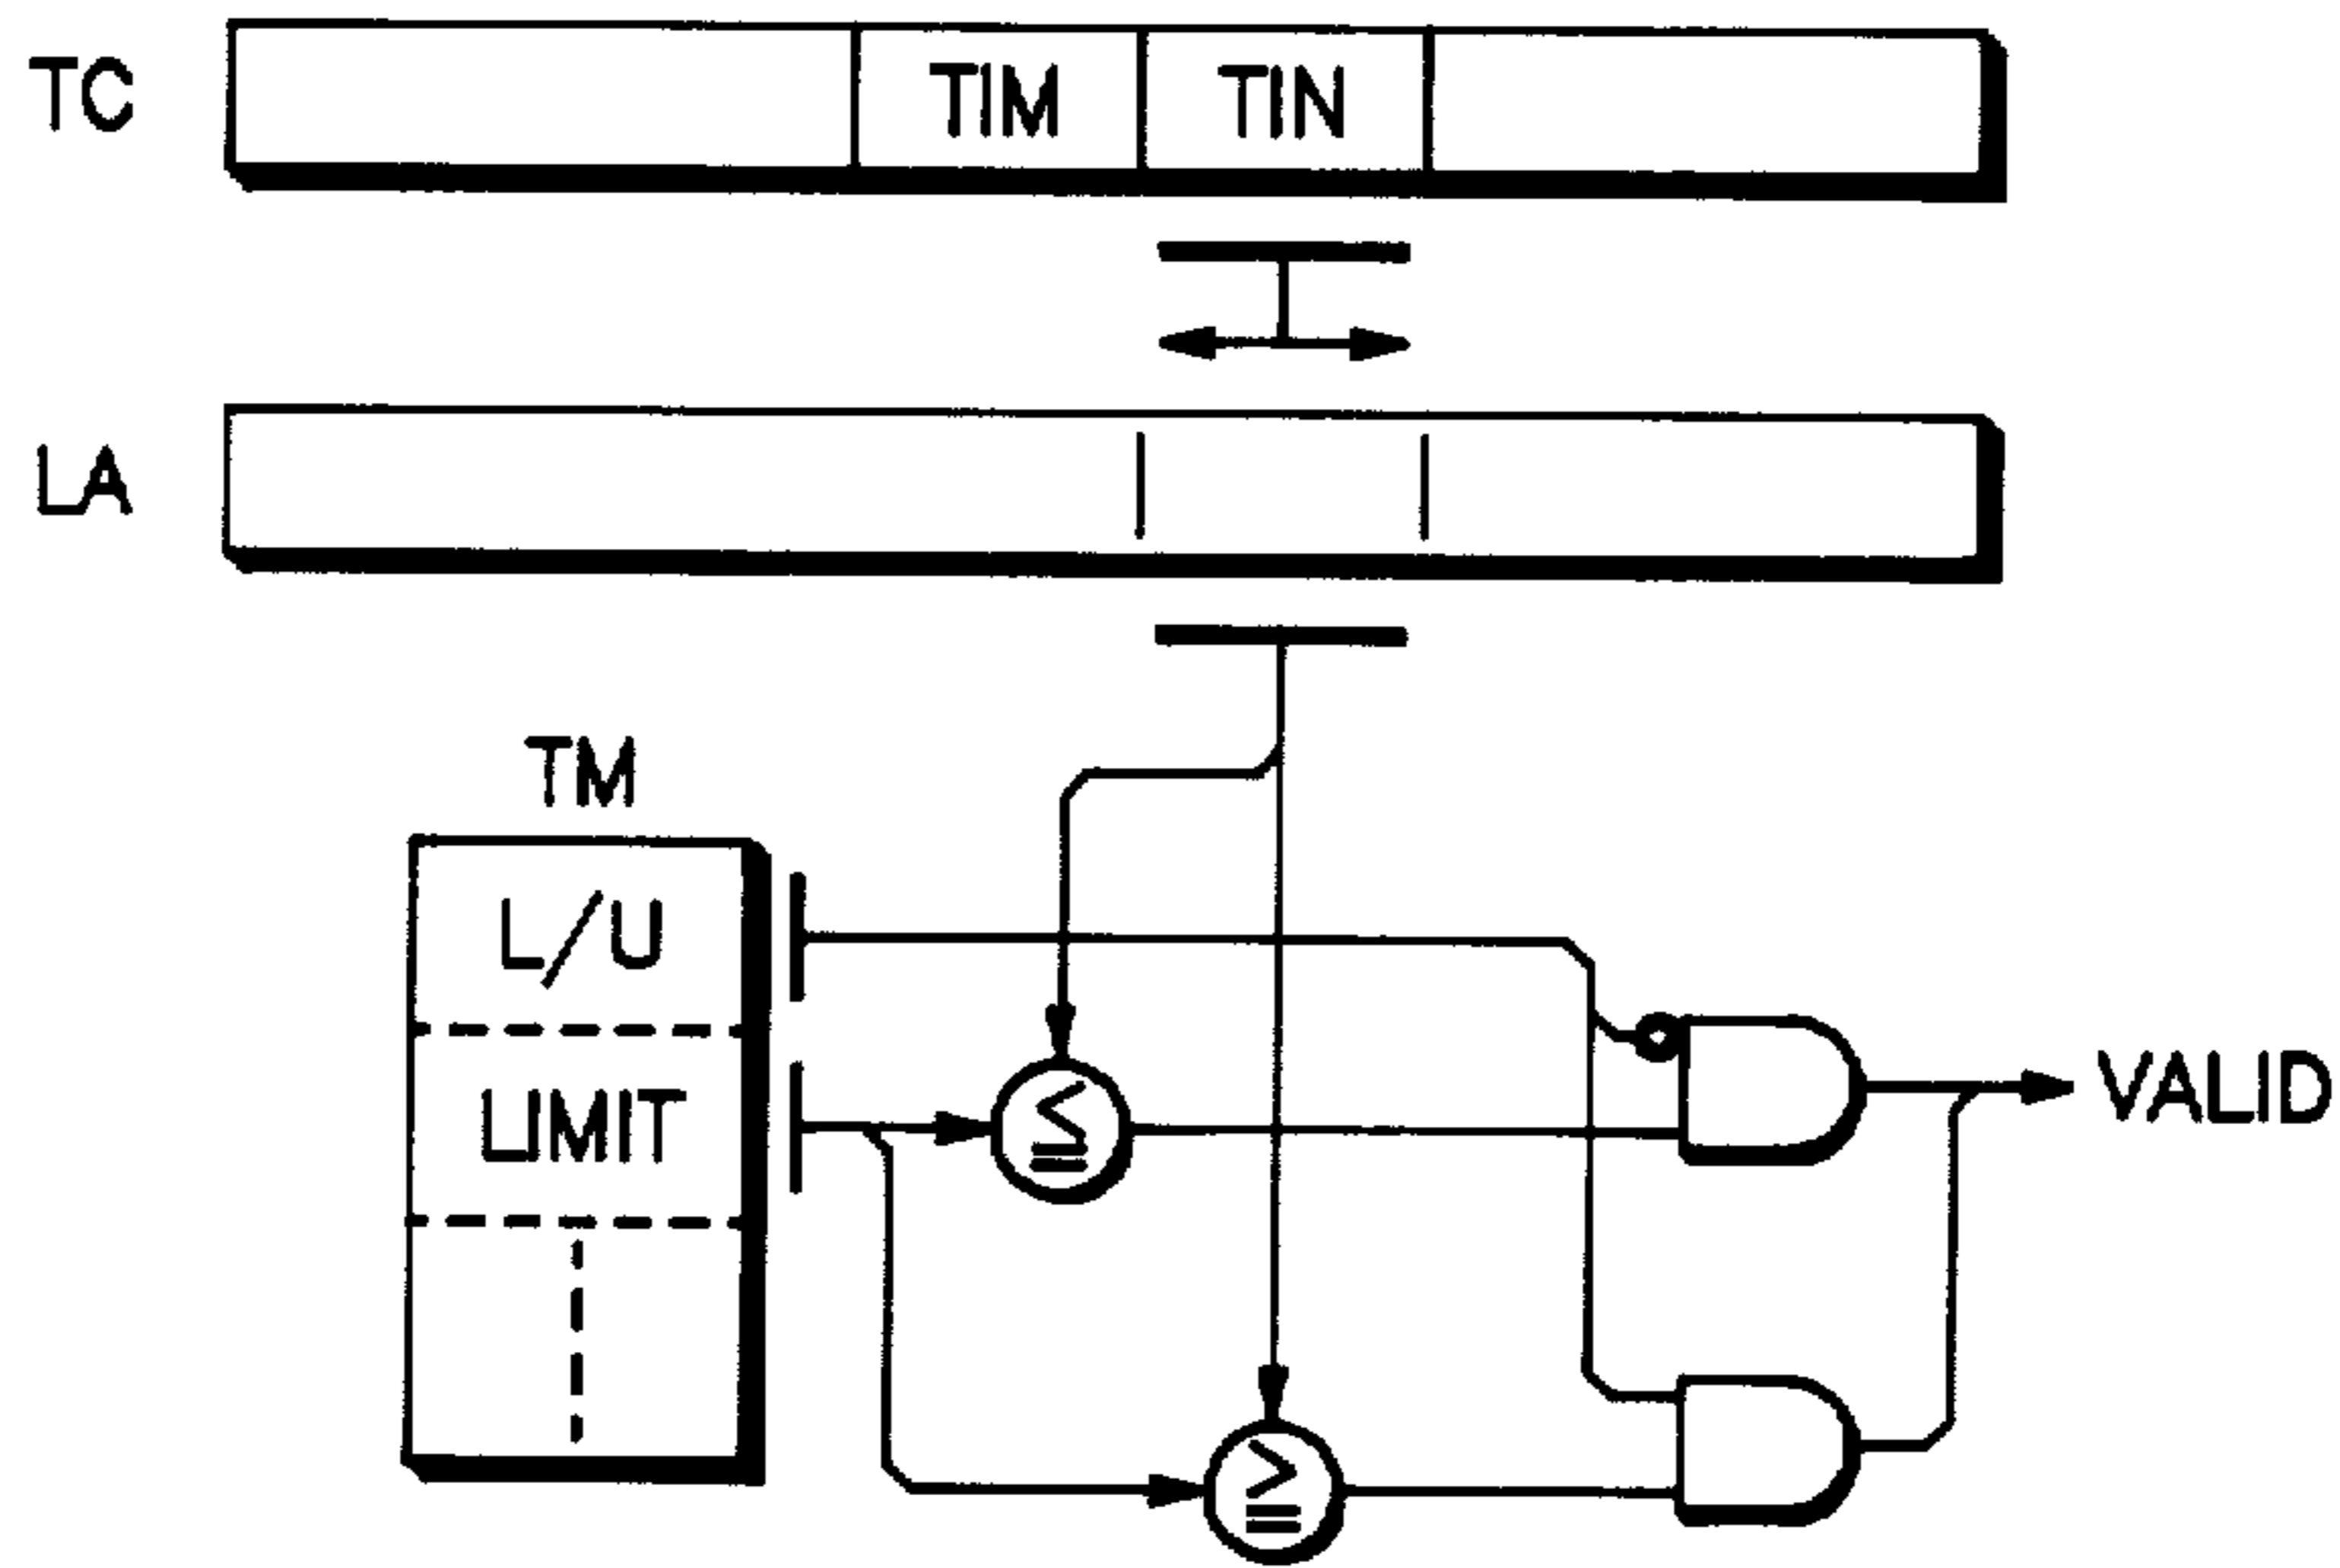 TC
TIM
TIN
LA
TM
L/U
LIMIT
≤
≥
VALID